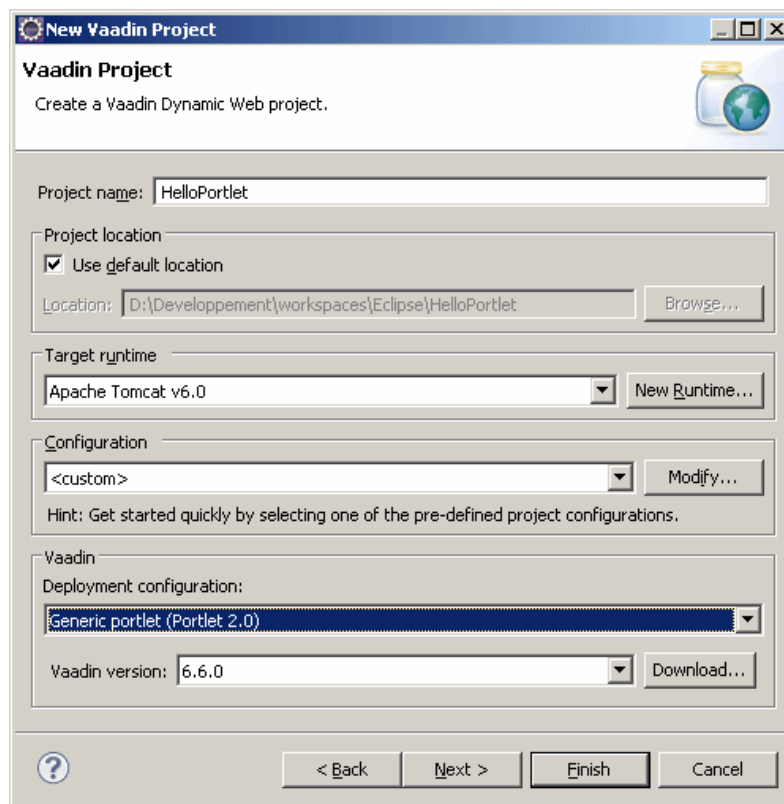 New Vaadin Project
Vaadin Project
Create a Vaadin Dynamic Web project.
Project name: HelloPortlet
Project location
Use default location
Location: D:\Developpement\workspaces\Eclipse\HelloPortlet Browse...
Target runtime
Apache Tomcat v6.0 New Runtime...
Configuration
<custom> Modify...
Hint: Get started quickly by selecting one of the pre-defined project configurations.
Vaadin
Deployment configuration:
Generic portlet (Portlet 2.0)
Vaadin version: 6.6.0 Download...
? < Back Next > Finish Cancel